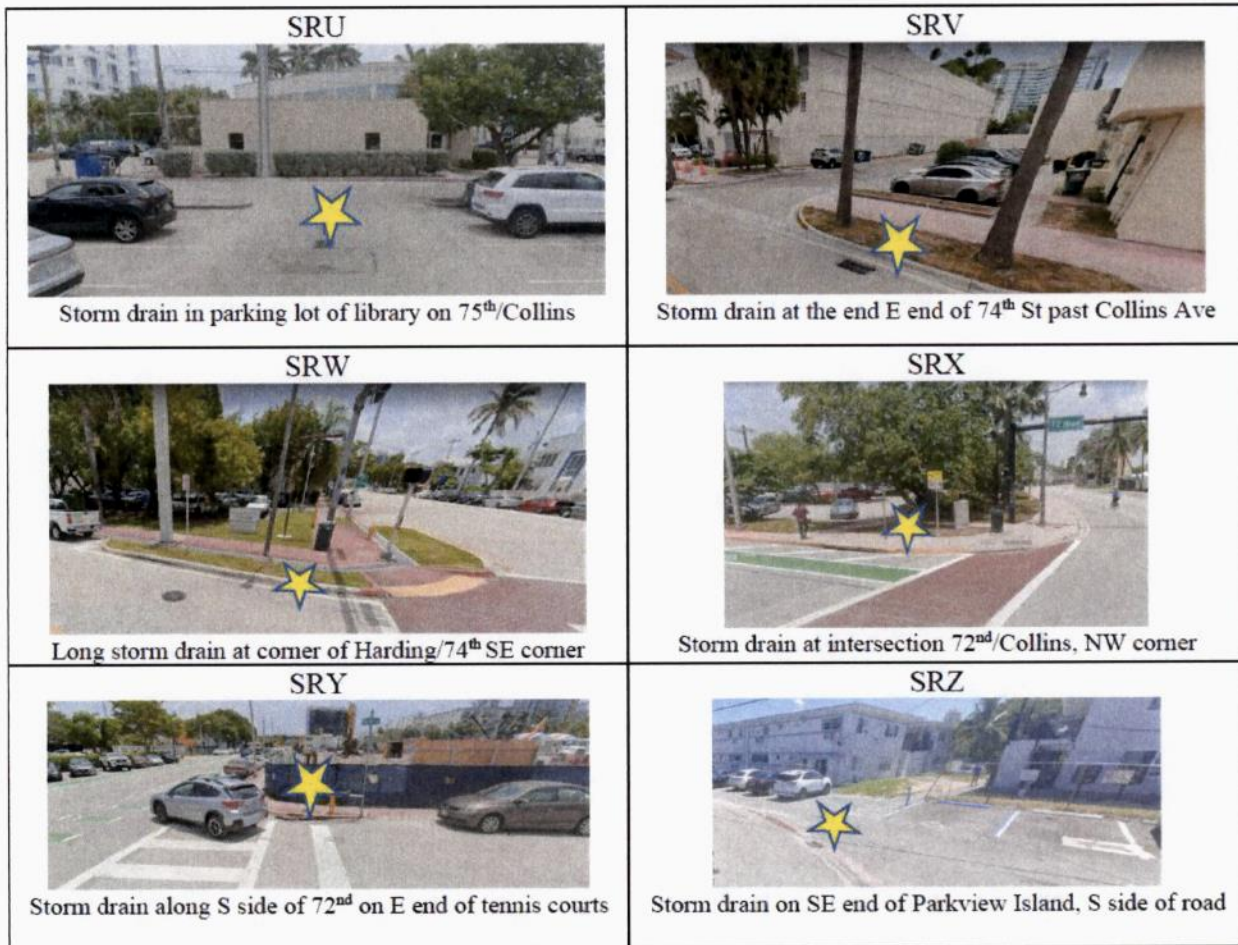 SRU
Storm drain in parking lot of library on 75th/Collins
SRV
Storm drain at the end E end of 74th St past Collins Ave
SRW
Long storm drain at corner of Harding/74th SE corner
SRX
Storm drain at intersection 72nd/Collins, NW corner
SRY
Storm drain along S side of 72nd on E end of tennis courts
SRZ
Storm drain on SE end of Parkview Island, S side of road